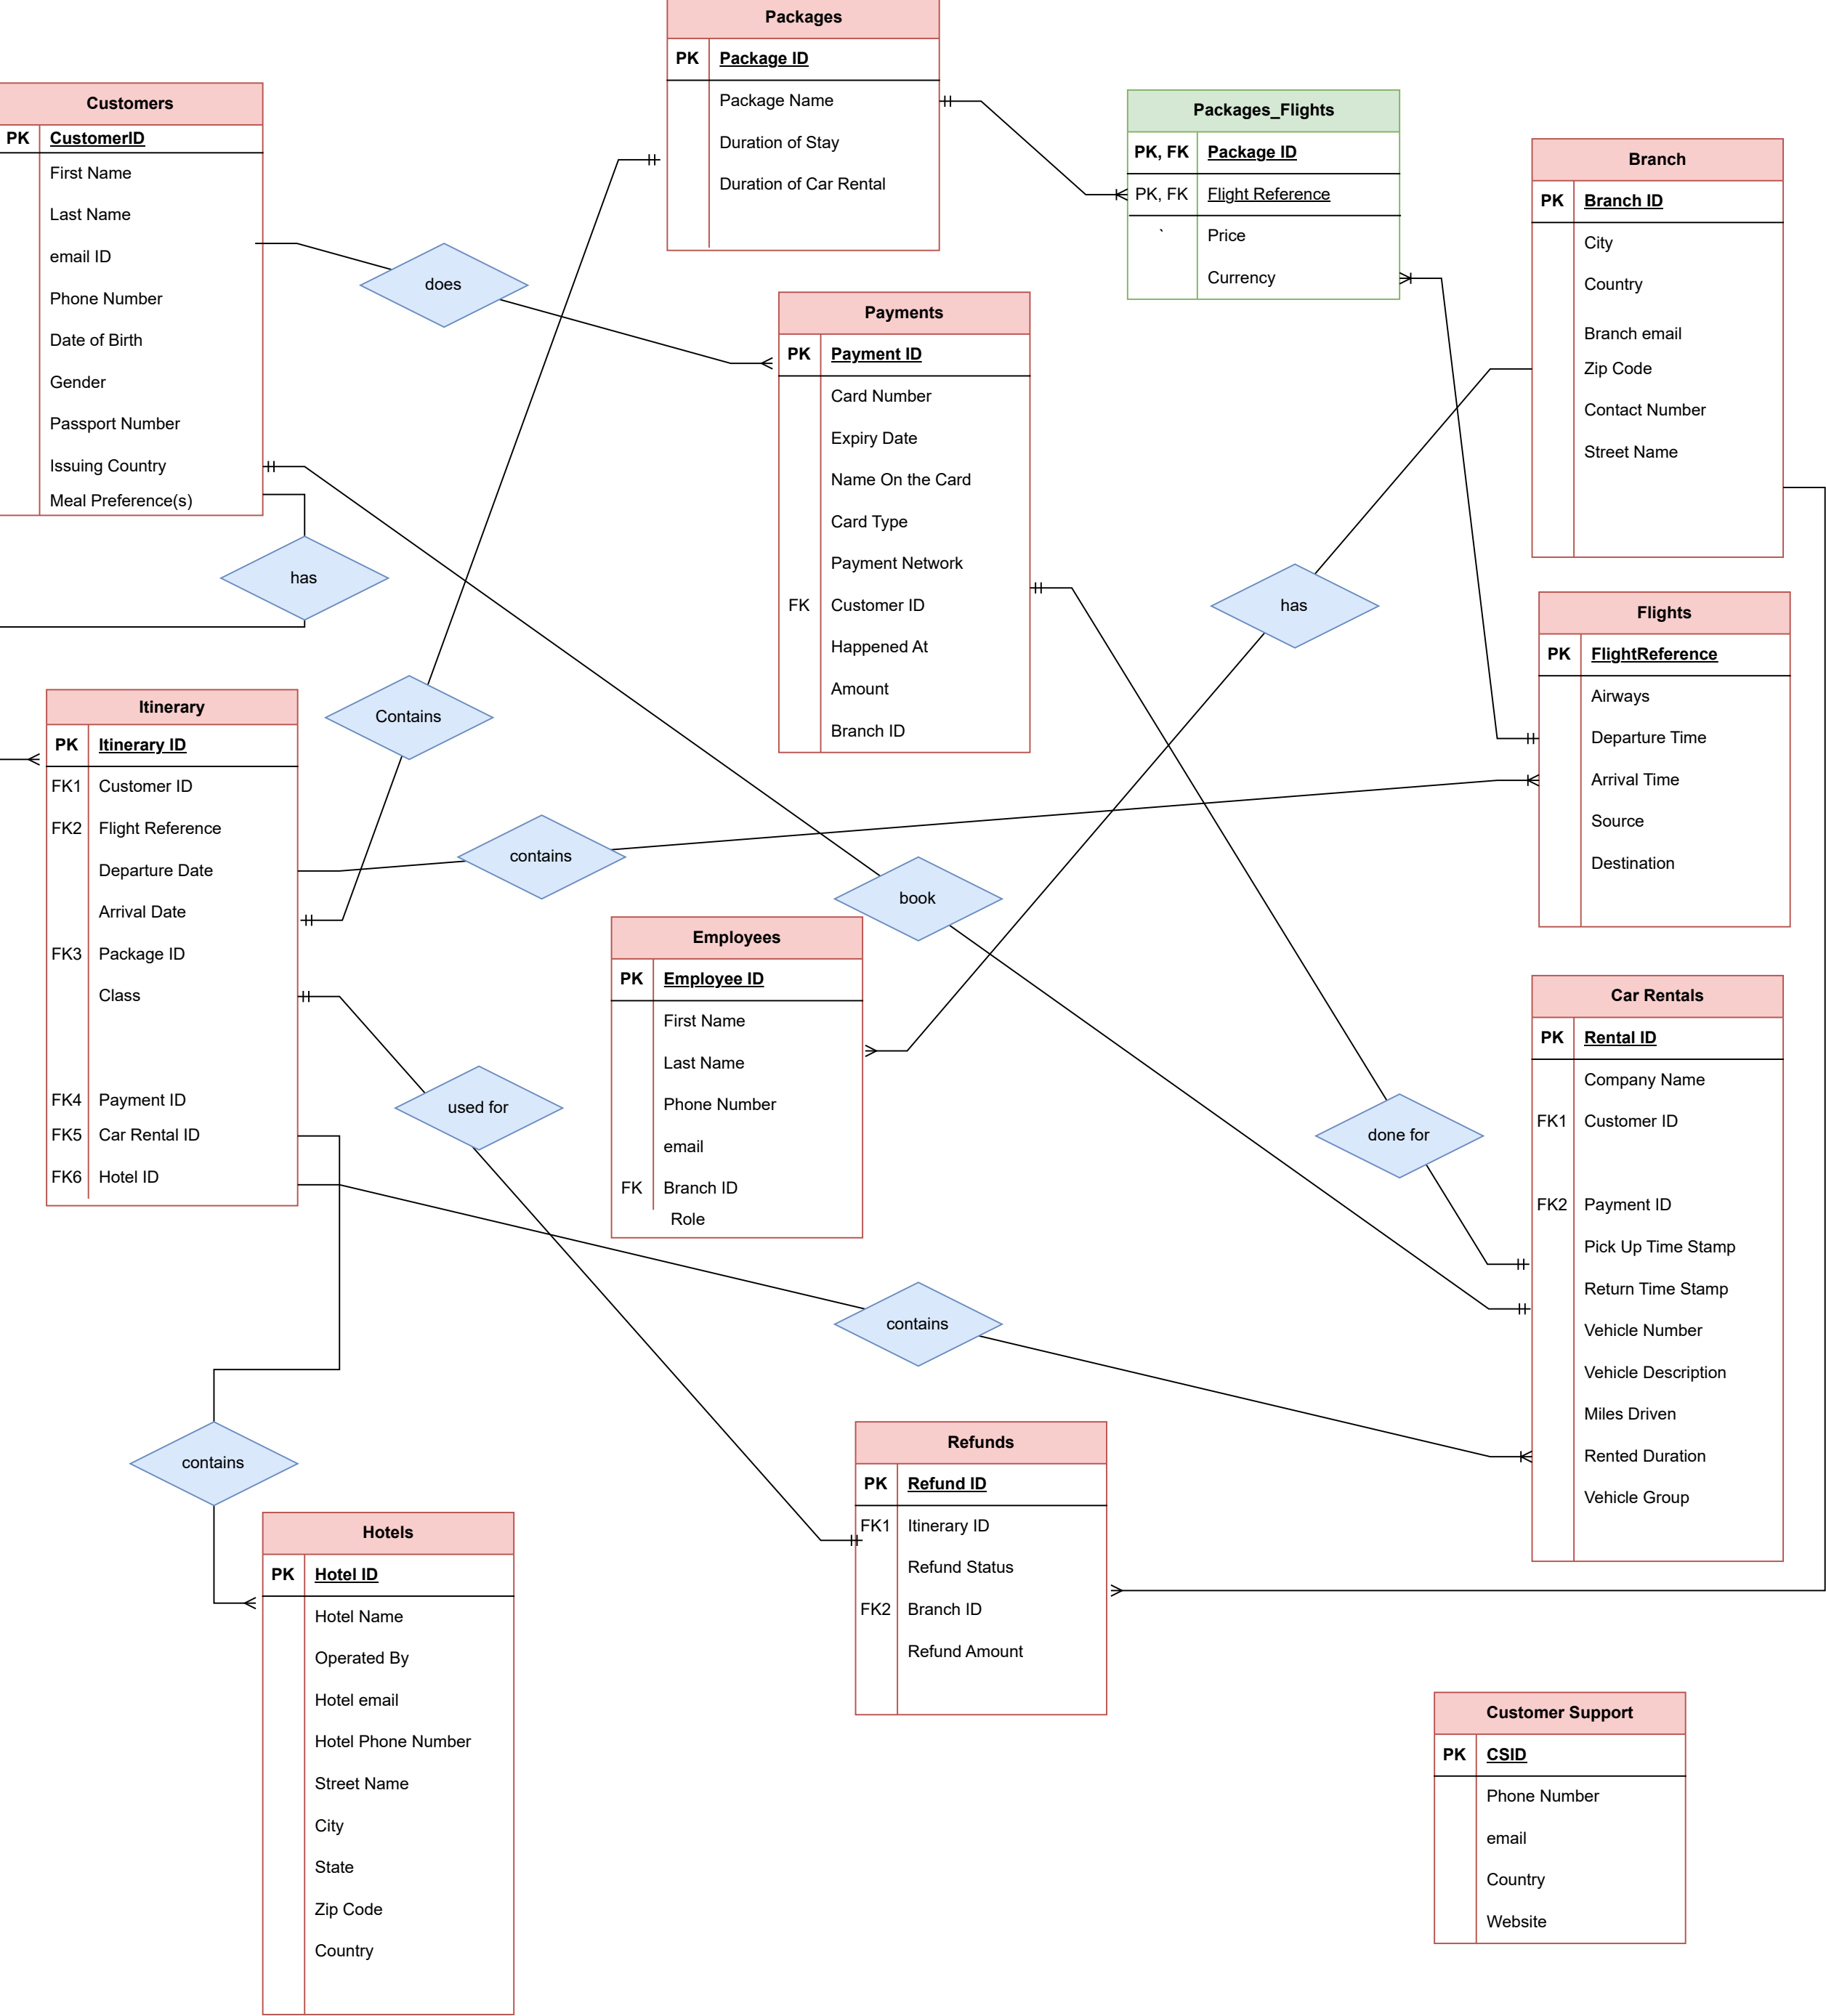 Packages
PK Package ID
Package Name
Duration of Stay
Duration of Car Rental
Customers
PK CustomerID
First Name
Last Name
email ID
Phone Number
Date of Birth
Gender
Passport Number
Issuing Country
Meal Preference(s)
Packages_Flights
PK, FK Package ID
PK, FK Flight Reference
` Price
Currency
Branch
PK Branch ID
City
Country
Branch email
Zip Code
Contact Number
Street Name
does
Payments
PK Payment ID
Card Number
Expiry Date
Name On the Card
Card Type
Payment Network
FK Customer ID
Happened At
Amount
Branch ID
has
has
Flights
PK FlightReference
Airways
Departure Time
Arrival Time
Source
Destination
Contains
Itinerary
PK Itinerary ID
FK1 Customer ID
FK2 Flight Reference
Departure Date
Arrival Date
FK3 Package ID
Class
FK4 Payment ID
FK5 Car Rental ID
FK6 Hotel ID
contains
book
Employees
PK Employee ID
First Name
Last Name
Phone Number
email
FK Branch ID
Role
used for
done for
Car Rentals
PK Rental ID
Company Name
FK1 Customer ID
FK2 Payment ID
Pick Up Time Stamp
Return Time Stamp
Vehicle Number
Vehicle Description
Miles Driven
Rented Duration
Vehicle Group
contains
contains
Refunds
PK Refund ID
FK1 Itinerary ID
Refund Status
FK2 Branch ID
Refund Amount
Hotels
PK Hotel ID
Hotel Name
Operated By
Hotel email
Hotel Phone Number
Street Name
City
State
Zip Code
Country
Customer Support
PK CSID
Phone Number
email
Country
Website